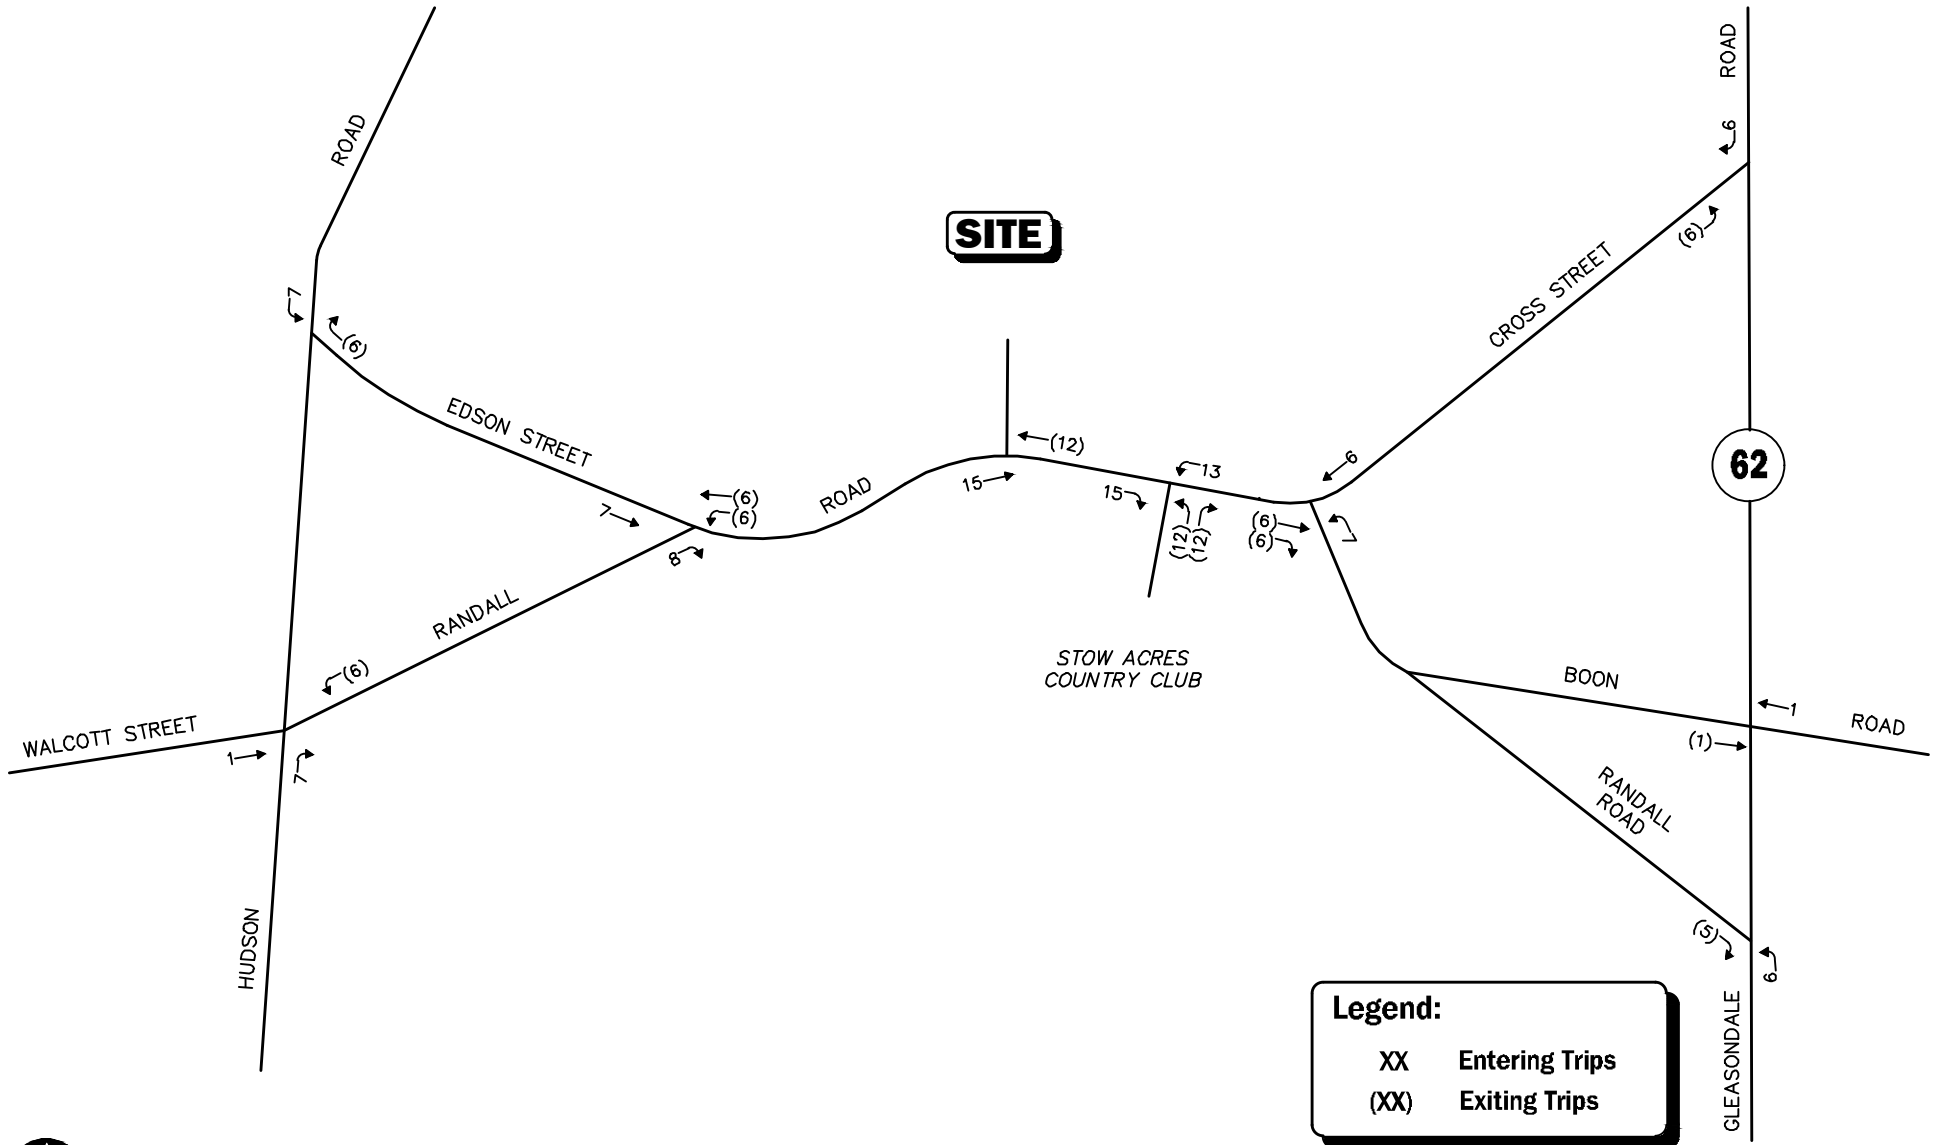 ROAD
ROAD
6
SITE
(6)
CROSS STREET
7
(6)
EDSON STREET
(12)
6
13
62
15
15
ROAD
(6)
(6)
7
(6)
(6)
7
(12)
(12)
8
RANDALL
STOW ACRES
COUNTRY CLUB
(6)
BOON
1
ROAD
WALCOTT STREET
1
7
(1)
RANDALL
ROAD
HUDSON
(5)
6
GLEASONDALE
Legend:
XX Entering Trips
(XX) Exiting Trips